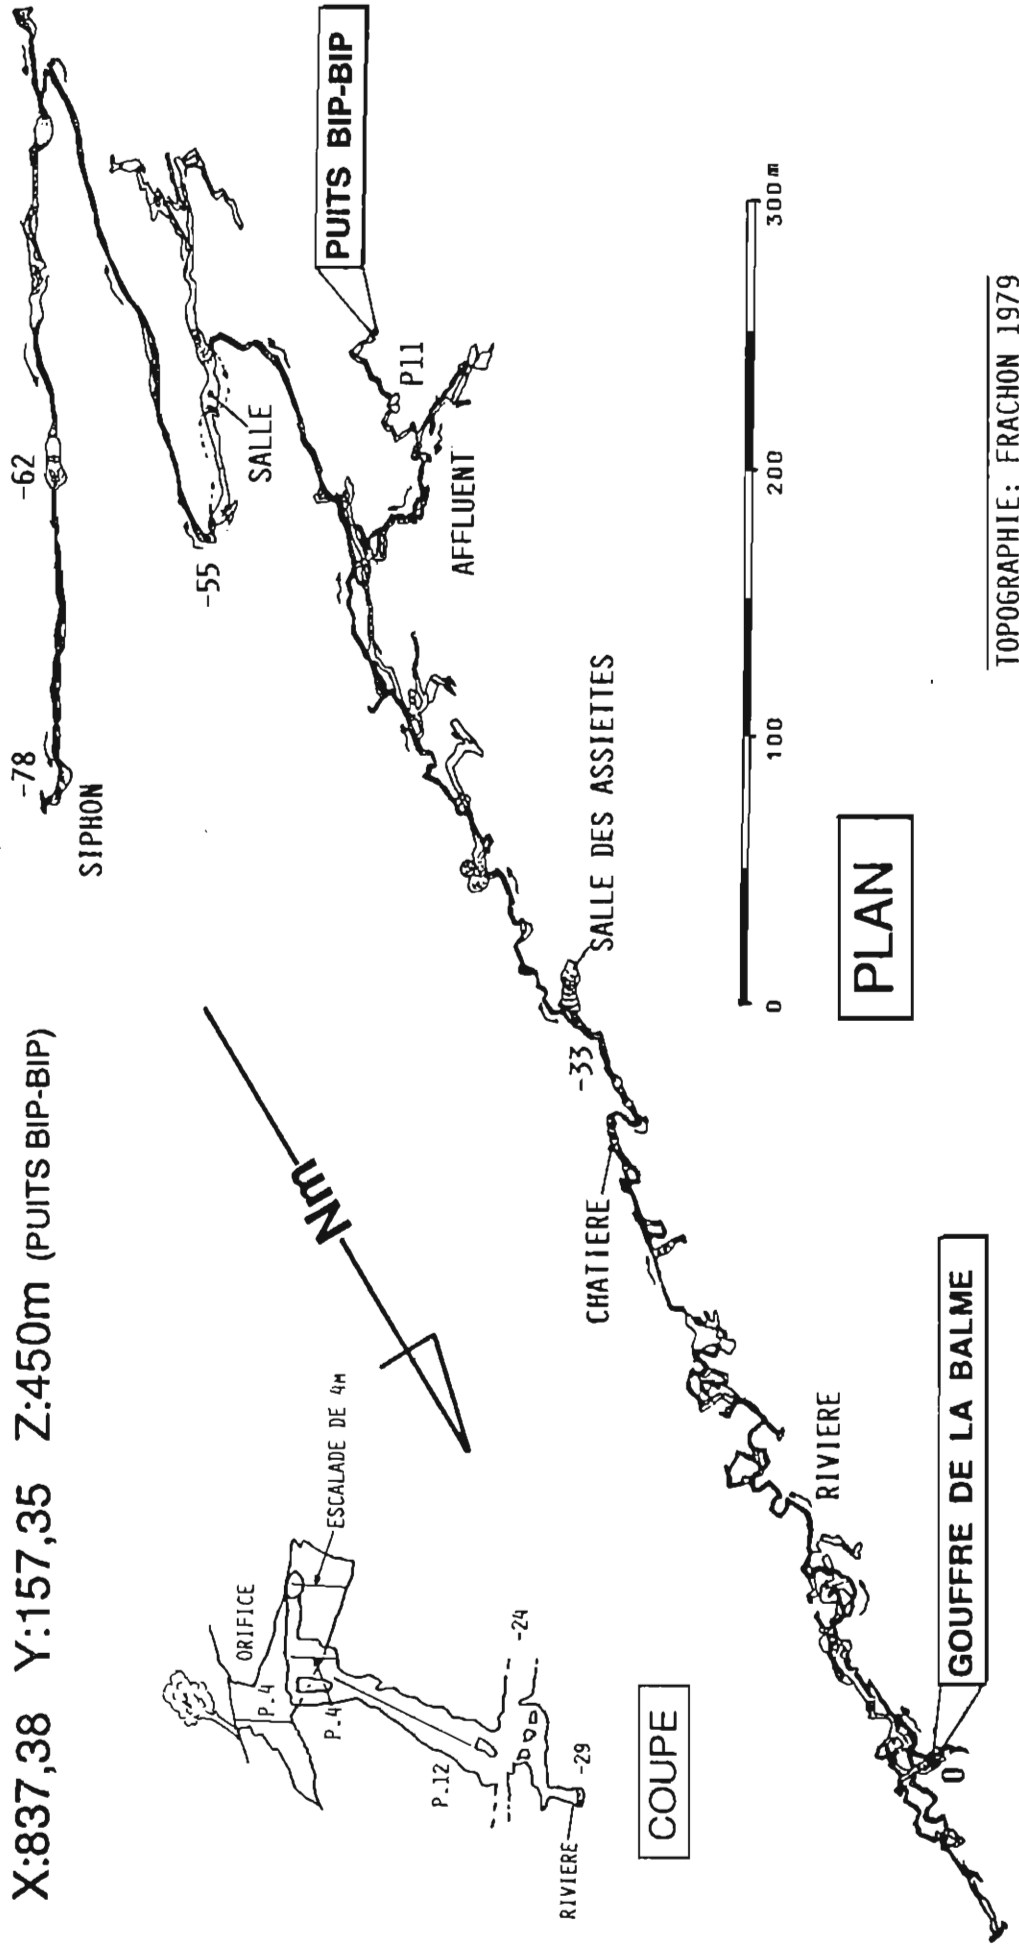 X:837,38 Y:157,35 Z:450m (PUITS BIP-BIP)
-78
SIPHON
-62
-55
SALLE
PUITS BIP-BIP
P11
AFFLUENT
Nm
ORIFICE
P.4
P.4
ESCALADE DE 4M
P.12
-24
-29
RIVIERE
COUPE
CHATIERE
-33
SALLE DES ASSIETTES
RIVIERE
0
GOUFFRE DE LA BALME
0
100
200
300m
PLAN
TOPOGRAPHIE: FRACHON 1979